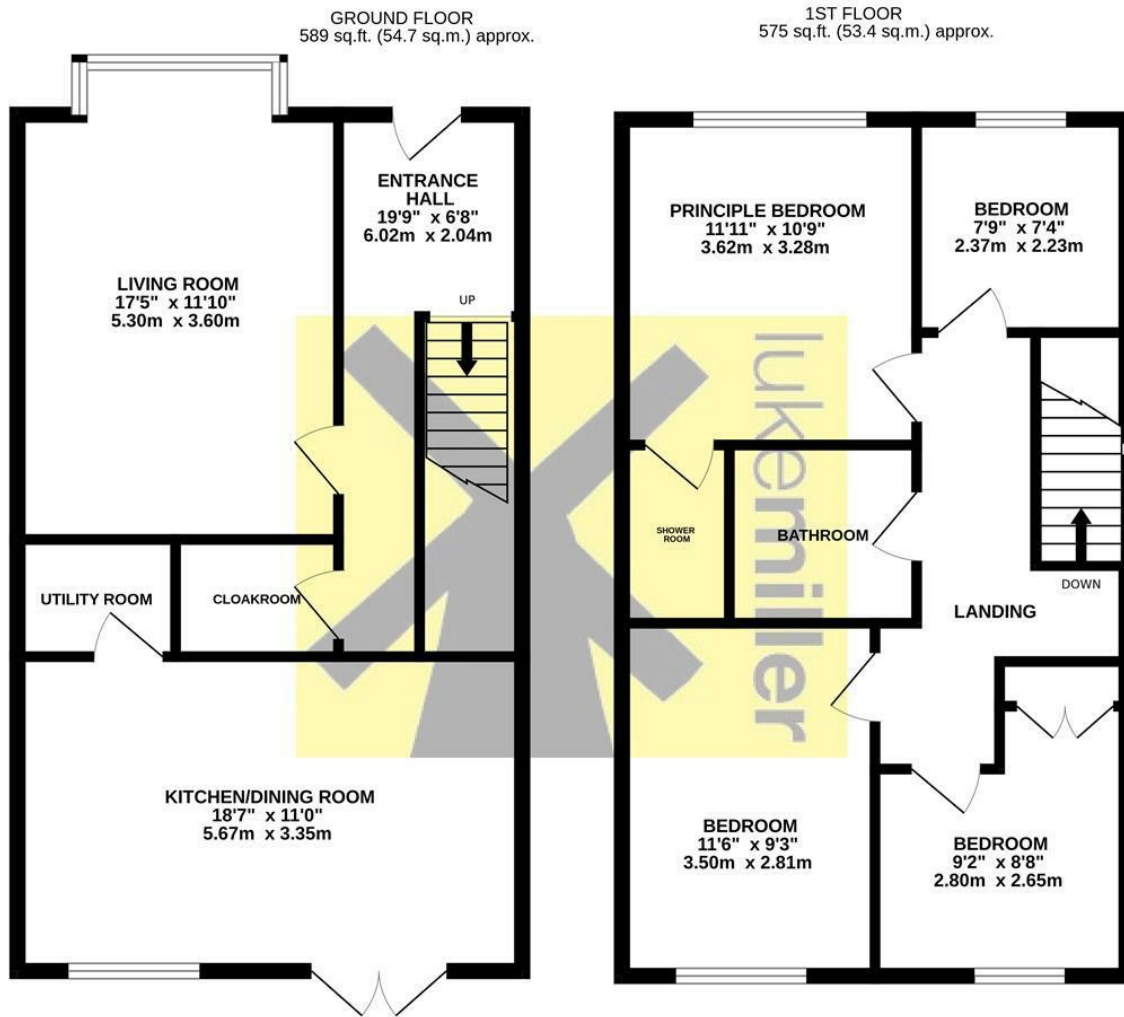 GROUND FLOOR
589 sq.ft. (54.7 sq.m.) approx.
ENTRANCE
HALL
19'9" x 6'8"
6.02m x 2.04m
LIVING ROOM
17'5" x 11'10"
5.30m x 3.60m
UP
UTILITY ROOM
CLOAKROOM
KITCHEN/DINING ROOM
18'7" x 11'0"
5.67m x 3.35m
1ST FLOOR
575 sq.ft. (53.4 sq.m.) approx.
PRINCIPLE BEDROOM
11'11" x 10'9"
3.62m x 3.28m
BEDROOM
7'9" x 7'4"
2.37m x 2.23m
SHOWER
ROOM
BATHROOM
DOWN
LANDING
BEDROOM
11'6" x 9'3"
3.50m x 2.81m
BEDROOM
9'2" x 8'8"
2.80m x 2.65m
lukemiller